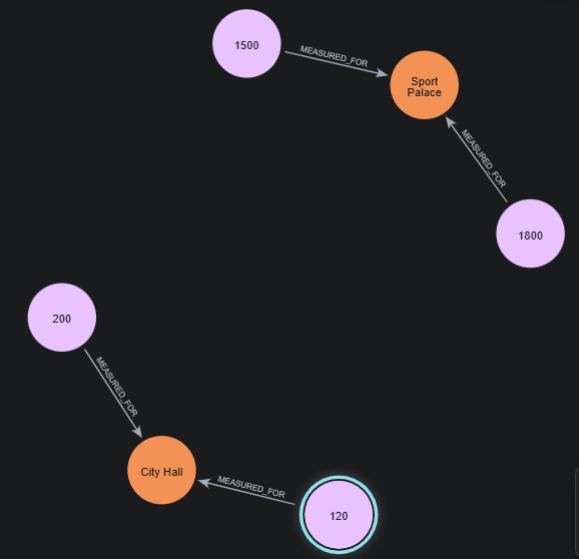 1500
MEASURED_FOR
Sport
Palace
MEASURED_FOR
1800
200
MEASURED_FOR
City Hall
MEASURED_FOR
120